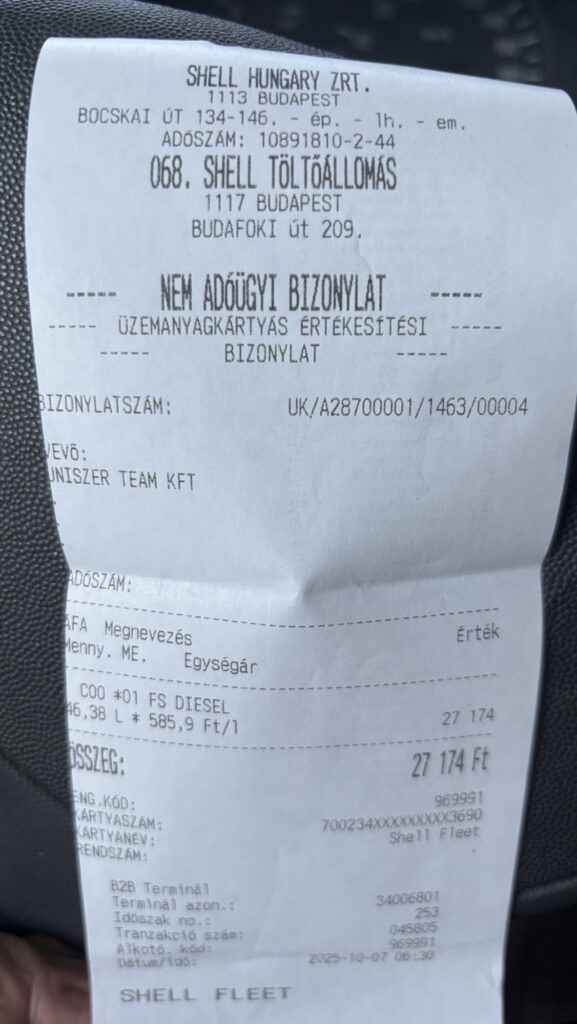 SHELL HUNGARY ZRT.
1113 BUDAPEST
BOCSKAI ÚT 134-146. - ép. - lh. - em.
ADÓSZÁM: 10891810-2-44
068. SHELL TÖLTŐÁLLOMÁS
1117 BUDAPEST
BUDAFOKI út 209.
----- NEM ADÓÜGYI BIZONYLAT -----
----- ÜZEMANYAGKÁRTYÁS ÉRTÉKESÍTÉSI -----
----- BIZONYLAT -----
BIZONYLATSZÁM: UK/A28700001/1463/00004
VEVŐ:
UNISZER TEAM KFT
ADÓSZÁM:
ÁFA Megnevezés Érték
Menny. ME. Egységár
C00 *01 FS DIESEL
46,38 L * 585,9 Ft/l 27 174
ÖSSZEG: 27 174 Ft
ENG.KÓD: 969991
KÁRTYASZÁM: 700234XXXXXXXXX3690
KÁRTYANÉV: Shell Fleet
RENDSZÁM: .
B2B Terminál
Terminál azon.: 34006801
Időszak no.: 253
Tranzakció szám: 045805
Alkotó. kód: 969991
Dátum/idő: 2025-10-07 06:30
SHELL FLEET